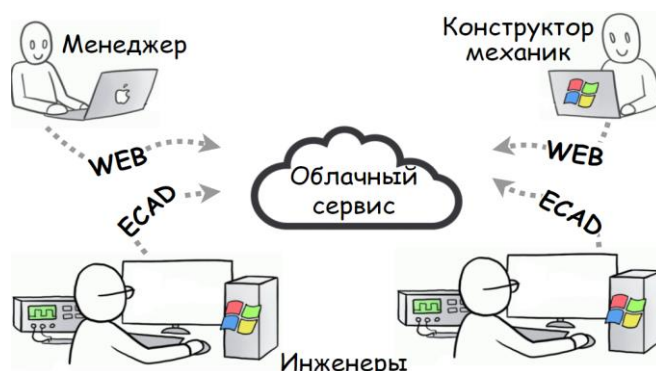 Менеджер
Конструктор
механик
WEB
WEB
Облачный
сервис
ECAD
ECAD
Инженеры